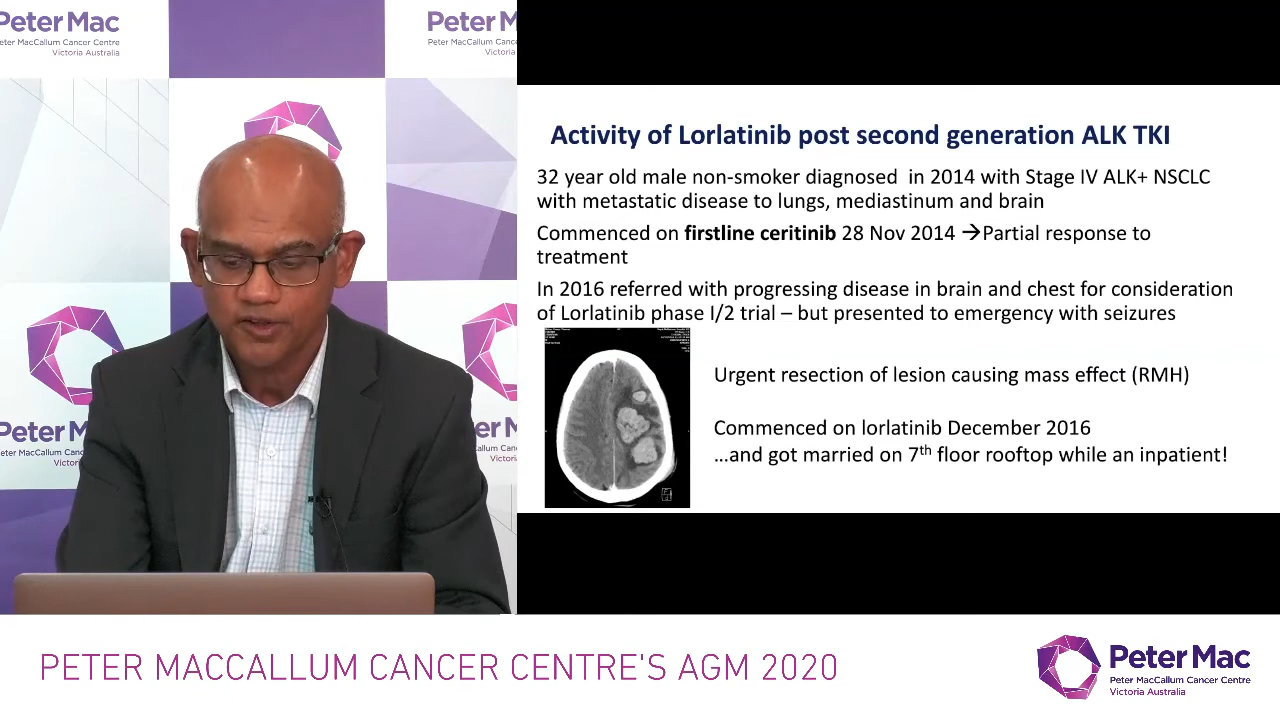 Peter Mac
Peter MacCallum Cancer Centre
Victoria Australia
Peter M
Peter MacCallum Cancer Centre
Victoria
Peter Mac
Activity of Lorlatinib post second generation ALK TKI
32 year old male non-smoker diagnosed in 2014 with Stage IV ALK+ NSCLC
with metastatic disease to lungs, mediastinum and brain
Commenced on firstline ceritinib 28 Nov 2014 →Partial response to
treatment
In 2016 referred with progressing disease in brain and chest for consideration
of Lorlatinib phase I/2 trial – but presented to emergency with seizures
Urgent resection of lesion causing mass effect (RMH)
Commenced on lorlatinib December 2016
...and got married on 7th floor rooftop while an inpatient!
PETER MACCALLUM CANCER CENTRE'S AGM 2020
Peter Mac
Peter MacCallum Cancer Centre
Victoria Australia